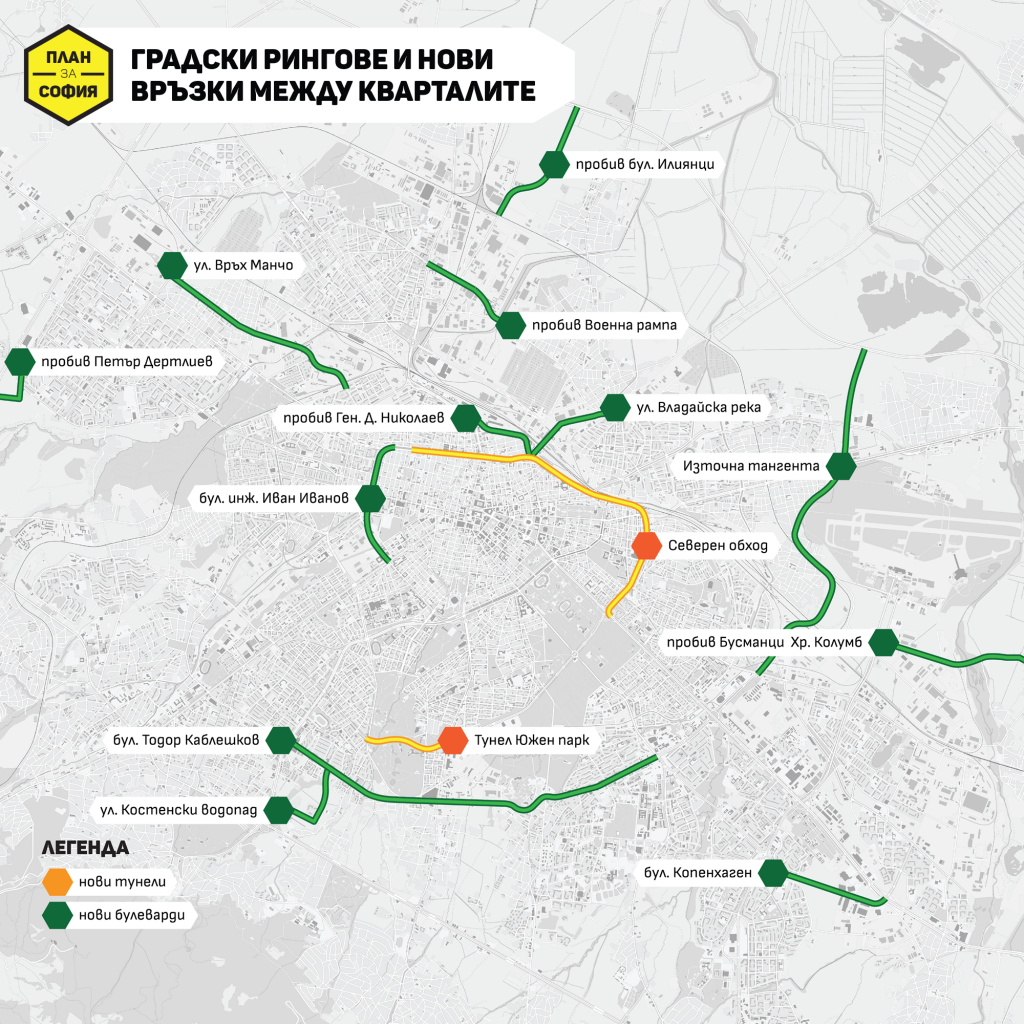 ПЛАН
ЗА
СОФИЯ
ГРАДСКИ РИНГОВЕ И НОВИ
ВРЪЗКИ МЕЖДУ КВАРТАЛИТЕ
пробив бул. Илиянци
ул. Връх Манчо
пробив Военна рампа
пробив Петър Дертлиев
пробив Ген. Д. Николаев
ул. Владайска река
Източна тангента
бул. инж. Иван Иванов
Северен обход
пробив Бусманци Хр. Колумб
бул. Тодор Каблешков
Тунел Южен парк
ул. Костенски водопад
ЛЕГЕНДА
нови тунели
нови булеварди
бул. Копенхаген